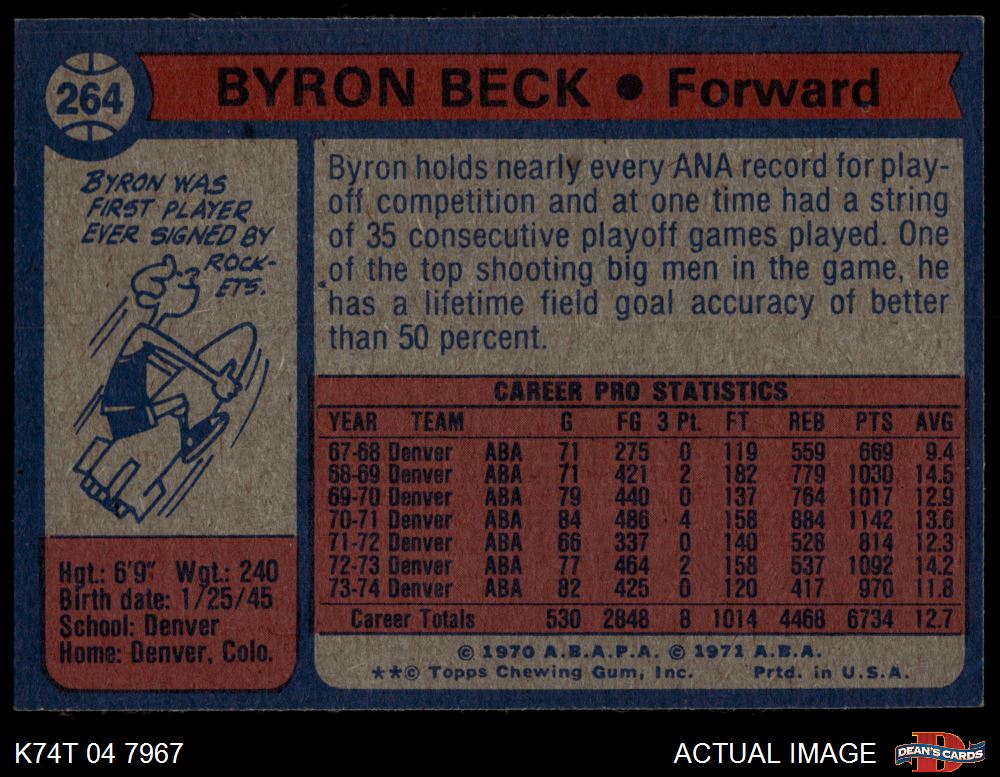 264
BYRON BECK ● Forward
BYRON WAS
FIRST PLAYER
EVER SIGNED BY
ROCK-
ETS.
Byron holds nearly every ANA record for play-
off competition and at one time had a string
of 35 consecutive playoff games played. One
of the top shooting big men in the game, he
has a lifetime field goal accuracy of better
than 50 percent.
CAREER PRO STATISTICS
YEAR TEAM G FG 3 Pt. FT REB PTS AVG
67-68 Denver ABA 71 275 0 119 559 669 9.4
68-69 Denver ABA 71 421 2 182 779 1030 14.5
69-70 Denver ABA 79 440 0 137 764 1017 12.9
70-71 Denver ABA 84 486 4 158 884 1142 13.6
71-72 Denver ABA 66 337 0 140 528 814 12.3
72-73 Denver ABA 77 464 2 158 537 1092 14.2
73-74 Denver ABA 82 425 0 120 417 970 11.8
Career Totals 530 2848 8 1014 4468 6734 12.7
Hgt.: 6'9" Wgt.: 240
Birth date: 1/25/45
School: Denver
Home: Denver, Colo.
© 1970 A.B.A.P.A. © 1971 A.B.A.
**© Topps Chewing Gum, Inc. Prtd. in U.S.A.
K74T 04 7967
ACTUAL IMAGE
D
DEAN'S CARDS